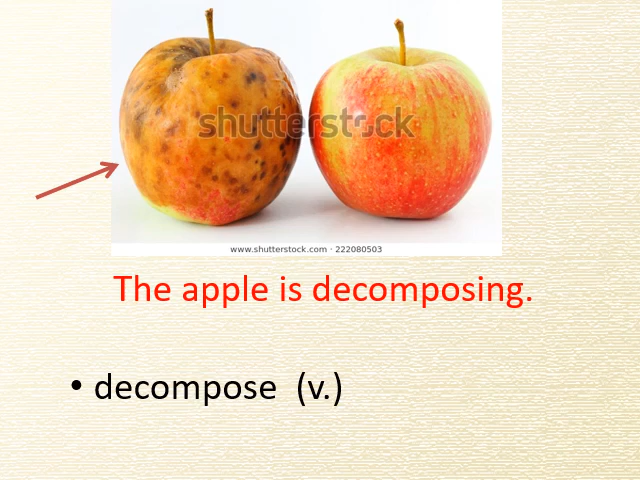 shutterstock
www.shutterstock.com · 222080503
The apple is decomposing.
• decompose (v.)